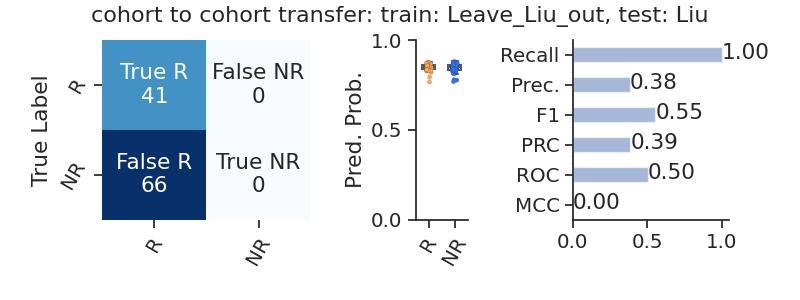 cohort to cohort transfer: train: Leave_Liu_out, test: Liu
True Label
R
NR
True R
41
False NR
0
False R
66
True NR
0
R
NR
Pred. Prob.
1.0
0.5
0.0
R
NR
Recall
1.00
Prec.
0.38
F1
0.55
PRC
0.39
ROC
0.50
MCC
0.00
0.0
0.5
1.0